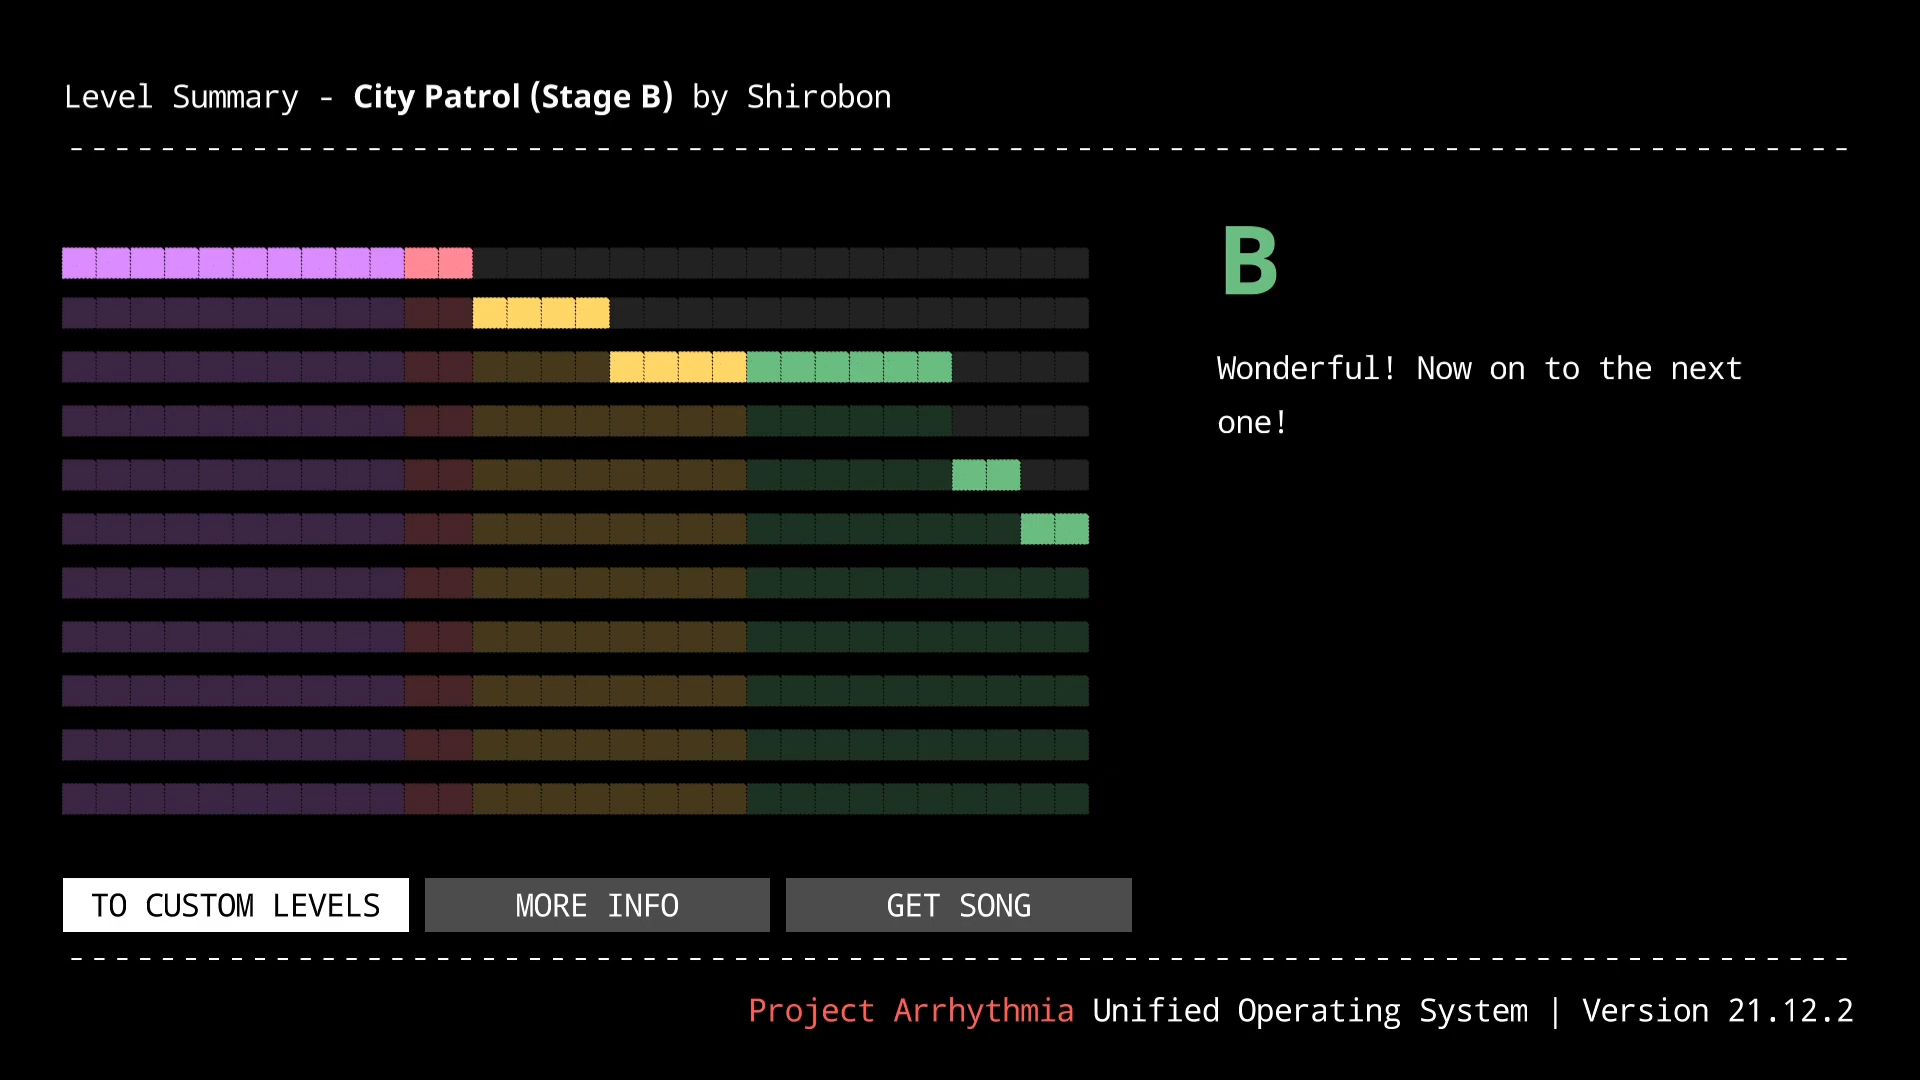 Level Summary - City Patrol (Stage B) by Shirobon
B
Wonderful! Now on to the next
one!
TO CUSTOM LEVELS
MORE INFO
GET SONG
Project Arrhythmia Unified Operating System | Version 21.12.2